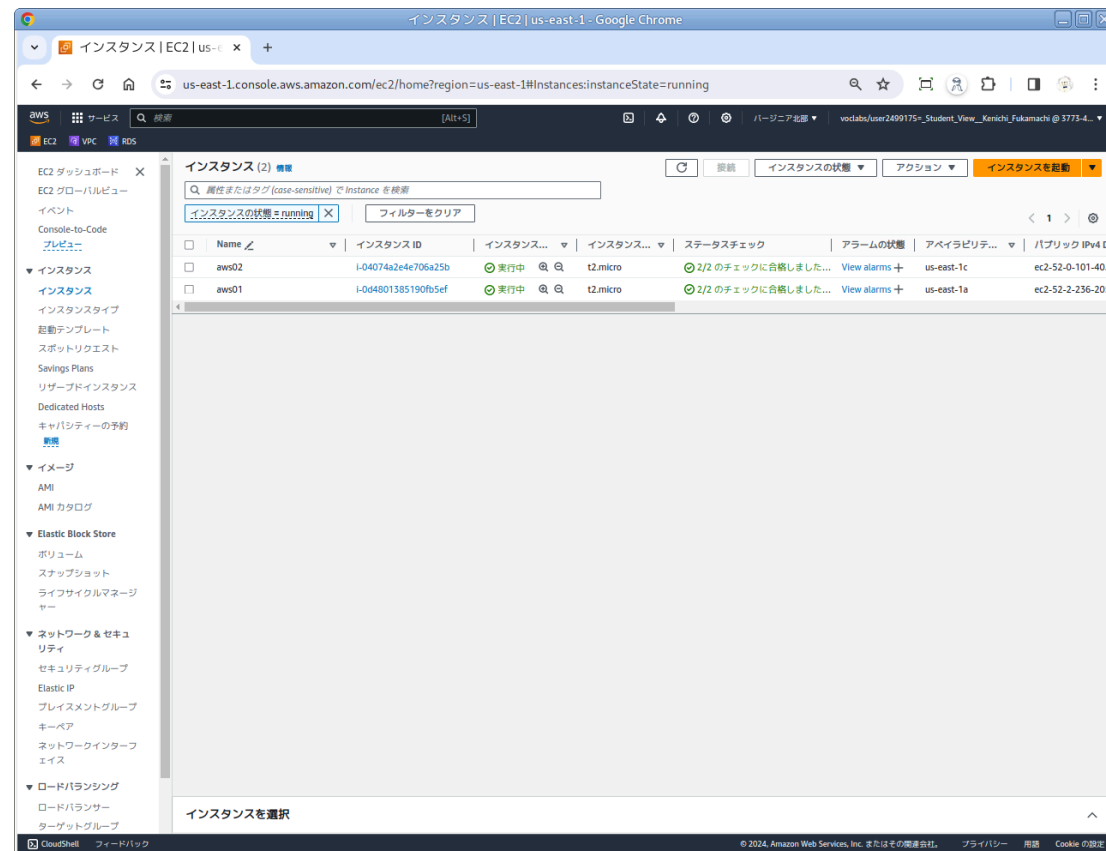 インスタンス | EC2 | us-east-1 - Google Chrome
インスタンス | EC2 | us-e
us-east-1.console.aws.amazon.com/ec2/home?region=us-east-1#Instances:instanceState=running
aws
サービス
検索
[Alt+S]
バージニア北部
voclabs/user2499175=_Student_View__Kenichi_Fukamachi @ 3773-4...
EC2
VPC
RDS
EC2 ダッシュボード
EC2 グローバルビュー
イベント
Console-to-Code
プレビュー
インスタンス
インスタンス
インスタンスタイプ
起動テンプレート
スポットリクエスト
Savings Plans
リザーブドインスタンス
Dedicated Hosts
キャパシティーの予約
新規
イメージ
AMI
AMI カタログ
Elastic Block Store
ボリューム
スナップショット
ライフサイクルマネージ
ャー
ネットワーク & セキュ
リティ
セキュリティグループ
Elastic IP
プレイスメントグループ
キーペア
ネットワークインターフ
ェイス
ロードバランシング
ロードバランサー
ターゲットグループ
インスタンス (2) 情報
接続
インスタンスの状態
アクション
インスタンスを起動
属性またはタグ (case-sensitive) で Instance を検索
インスタンスの状態 = running
フィルターをクリア
1
Name インスタンス ID インスタンス... インスタンス... ステータスチェック アラームの状態 アベイラビリテ... パブリック IPv4 D
aws02 i-04074a2e4e706a25b 実行中 t2.micro 2/2 のチェックに合格しました... View alarms us-east-1c ec2-52-0-101-40.
aws01 i-0d4801385190fb5ef 実行中 t2.micro 2/2 のチェックに合格しました... View alarms us-east-1a ec2-52-2-236-20
インスタンスを選択
CloudShell
フィードバック
© 2024, Amazon Web Services, Inc. またはその関連会社。
プライバシー
用語
Cookie の設定